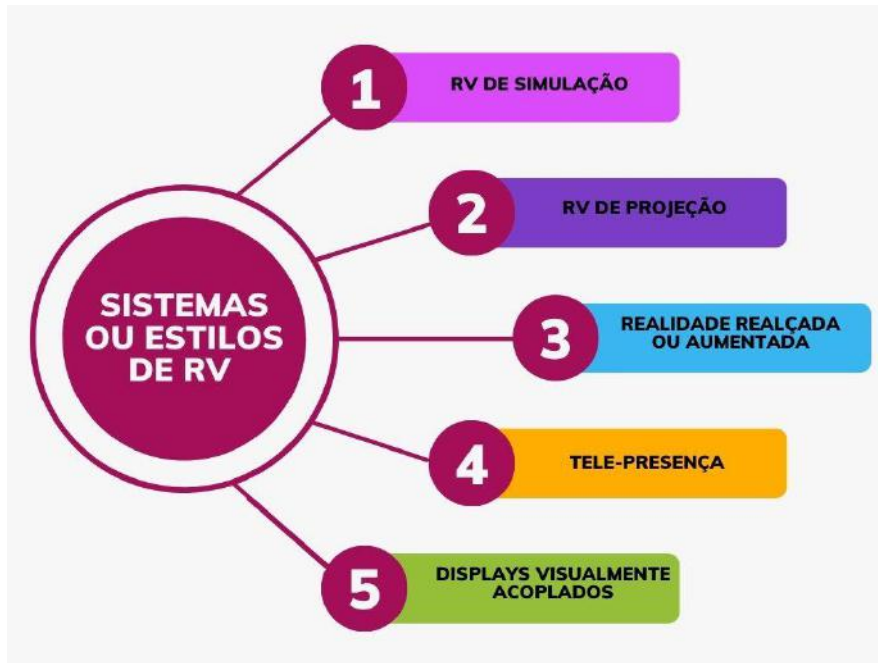 SISTEMAS
OU ESTILOS
DE RV
1
RV DE SIMULAÇÃO
2
RV DE PROJEÇÃO
3
REALIDADE REALÇADA
OU AUMENTADA
4
TELE-PRESENÇA
5
DISPLAYS VISUALMENTE
ACOPLADOS